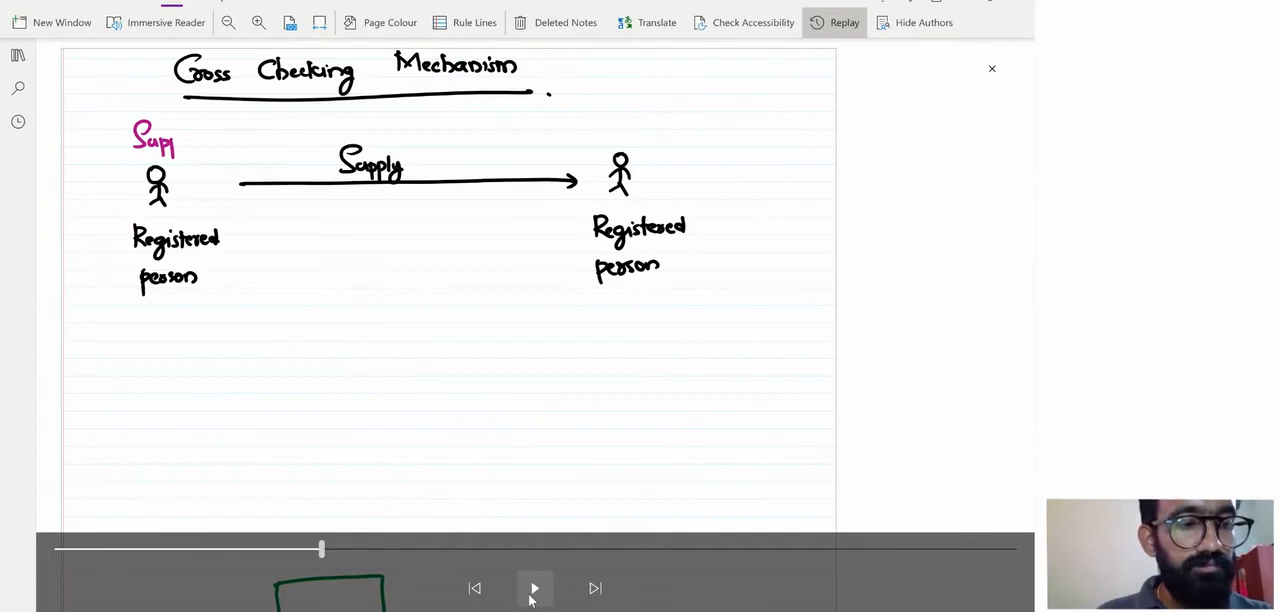 New Window Immersive Reader Page Colour Rule Lines Deleted Notes Translate Check Accessibility Replay Hide Authors
Cross Checking Mechanism.
Supp
Supply
Registered
person
Registered
person